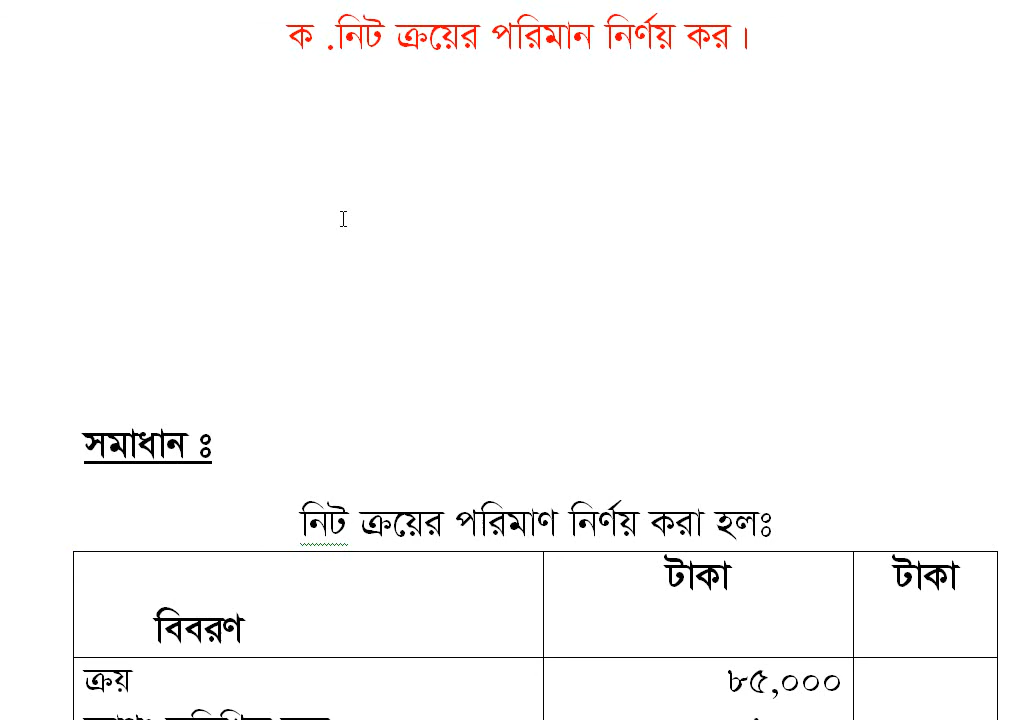 ক .নিট ক্রয়ের পরিমান নির্ণয় কর।
সমাধান ঃ
নিট ক্রয়ের পরিমাণ নির্ণয় করা হলঃ
টাকা টাকা
বিবরণ
ক্রয় ৮৫,০০০